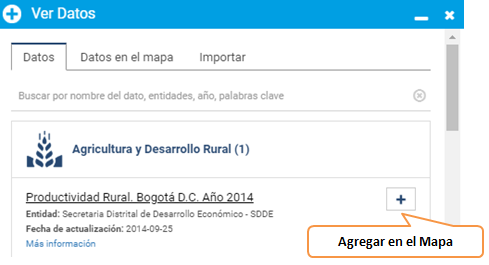 Ver Datos
Datos
Datos en el mapa
Importar
Buscar por nombre del dato, entidades, año, palabras clave
Agricultura y Desarrollo Rural (1)
Productividad Rural. Bogotá D.C. Año 2014
Entidad: Secretaria Distrital de Desarrollo Económico - SDDE
Fecha de actualización: 2014-09-25
Más información
Agregar en el Mapa